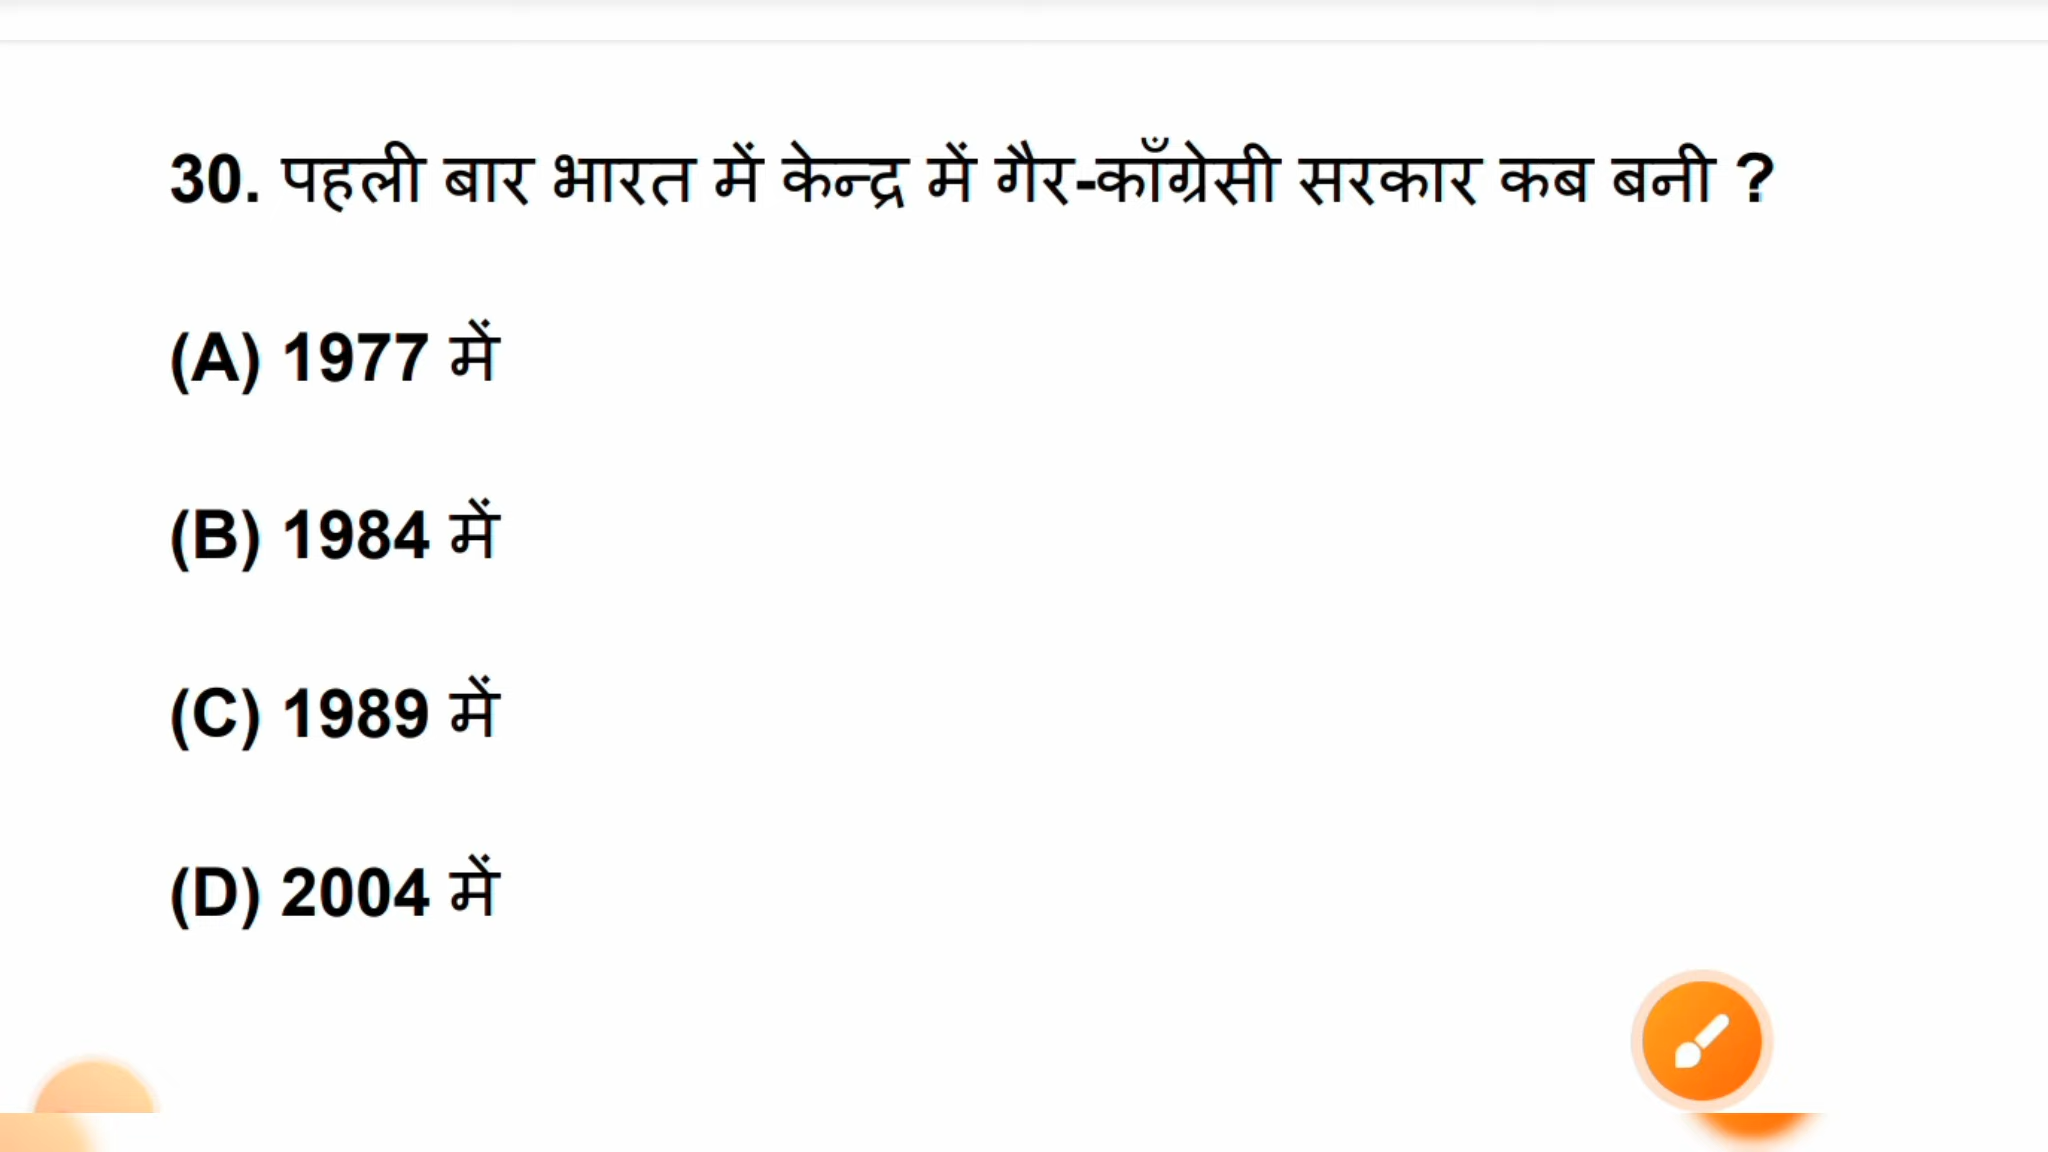 30. पहली बार भारत में केन्द्र में गैर-काँग्रेसी सरकार कब बनी ?
(A) 1977 में
(B) 1984 में
(C) 1989 में
(D) 2004 में